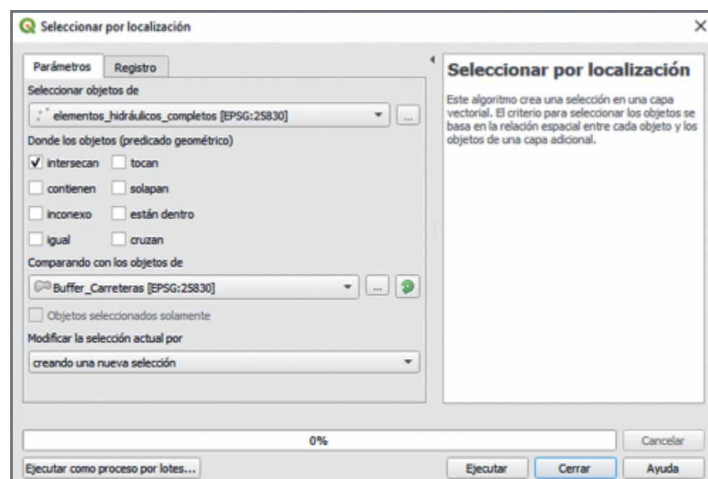 Seleccionar por localización
Parámetros
Registro
Seleccionar objetos de
elementos_hidráulicos_completos [EPSG:25830]
...
Donde los objetos (predicado geométrico)
intersecan
tocan
contienen
solapan
inconexo
están dentro
igual
cruzan
Comparando con los objetos de
Buffer_Carreteras [EPSG:25830]
...
Objetos seleccionados solamente
Modificar la selección actual por
creando una nueva selección
Seleccionar por localización
Este algoritmo crea una selección en una capa
vectorial. El criterio para seleccionar los objetos se
basa en la relación espacial entre cada objeto y los
objetos de una capa adicional.
0%
Cancelar
Ejecutar como proceso por lotes...
Ejecutar
Cerrar
Ayuda